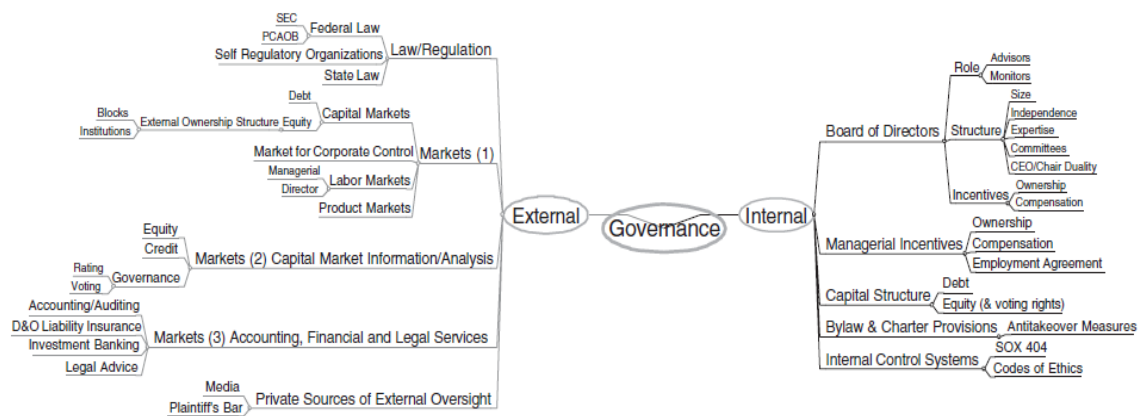 SEC
PCAOB
Federal Law
Self Regulatory Organizations
State Law
Law/Regulation
Debt
Blocks
Institutions
External Ownership Structure
Equity
Capital Markets
Market for Corporate Control
Markets (1)
Managerial
Director
Labor Markets
Product Markets
External
Governance
Internal
Equity
Credit
Rating
Voting
Governance
Markets (2) Capital Market Information/Analysis
Accounting/Auditing
D&O Liability Insurance
Investment Banking
Legal Advice
Markets (3) Accounting, Financial and Legal Services
Media
Plaintiff's Bar
Private Sources of External Oversight
Board of Directors
Role
Advisors
Monitors
Structure
Size
Independence
Expertise
Committees
CEO/Chair Duality
Incentives
Ownership
Compensation
Managerial Incentives
Ownership
Compensation
Employment Agreement
Capital Structure
Debt
Equity (& voting rights)
Bylaw & Charter Provisions
Antitakeover Measures
Internal Control Systems
SOX 404
Codes of Ethics